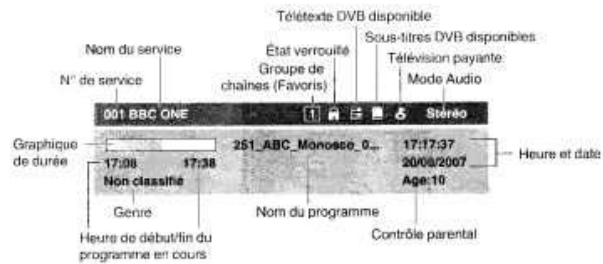 Télétexte DVB disponible
Nom du service
État verrouillé
Sous-titres DVB disponibles
N° de service
Groupe de chaînes (Favoris)
Télévision payante
Mode Audio
001 BBC ONE
1
Stéréo
Graphique de durée
251_ABC_Monosco_0...
17:17:37
17:08
17:38
20/08/2007
Heure et date
Non classifié
Age:10
Genre
Nom du programme
Contrôle parental
Heure de début/fin du programme en cours